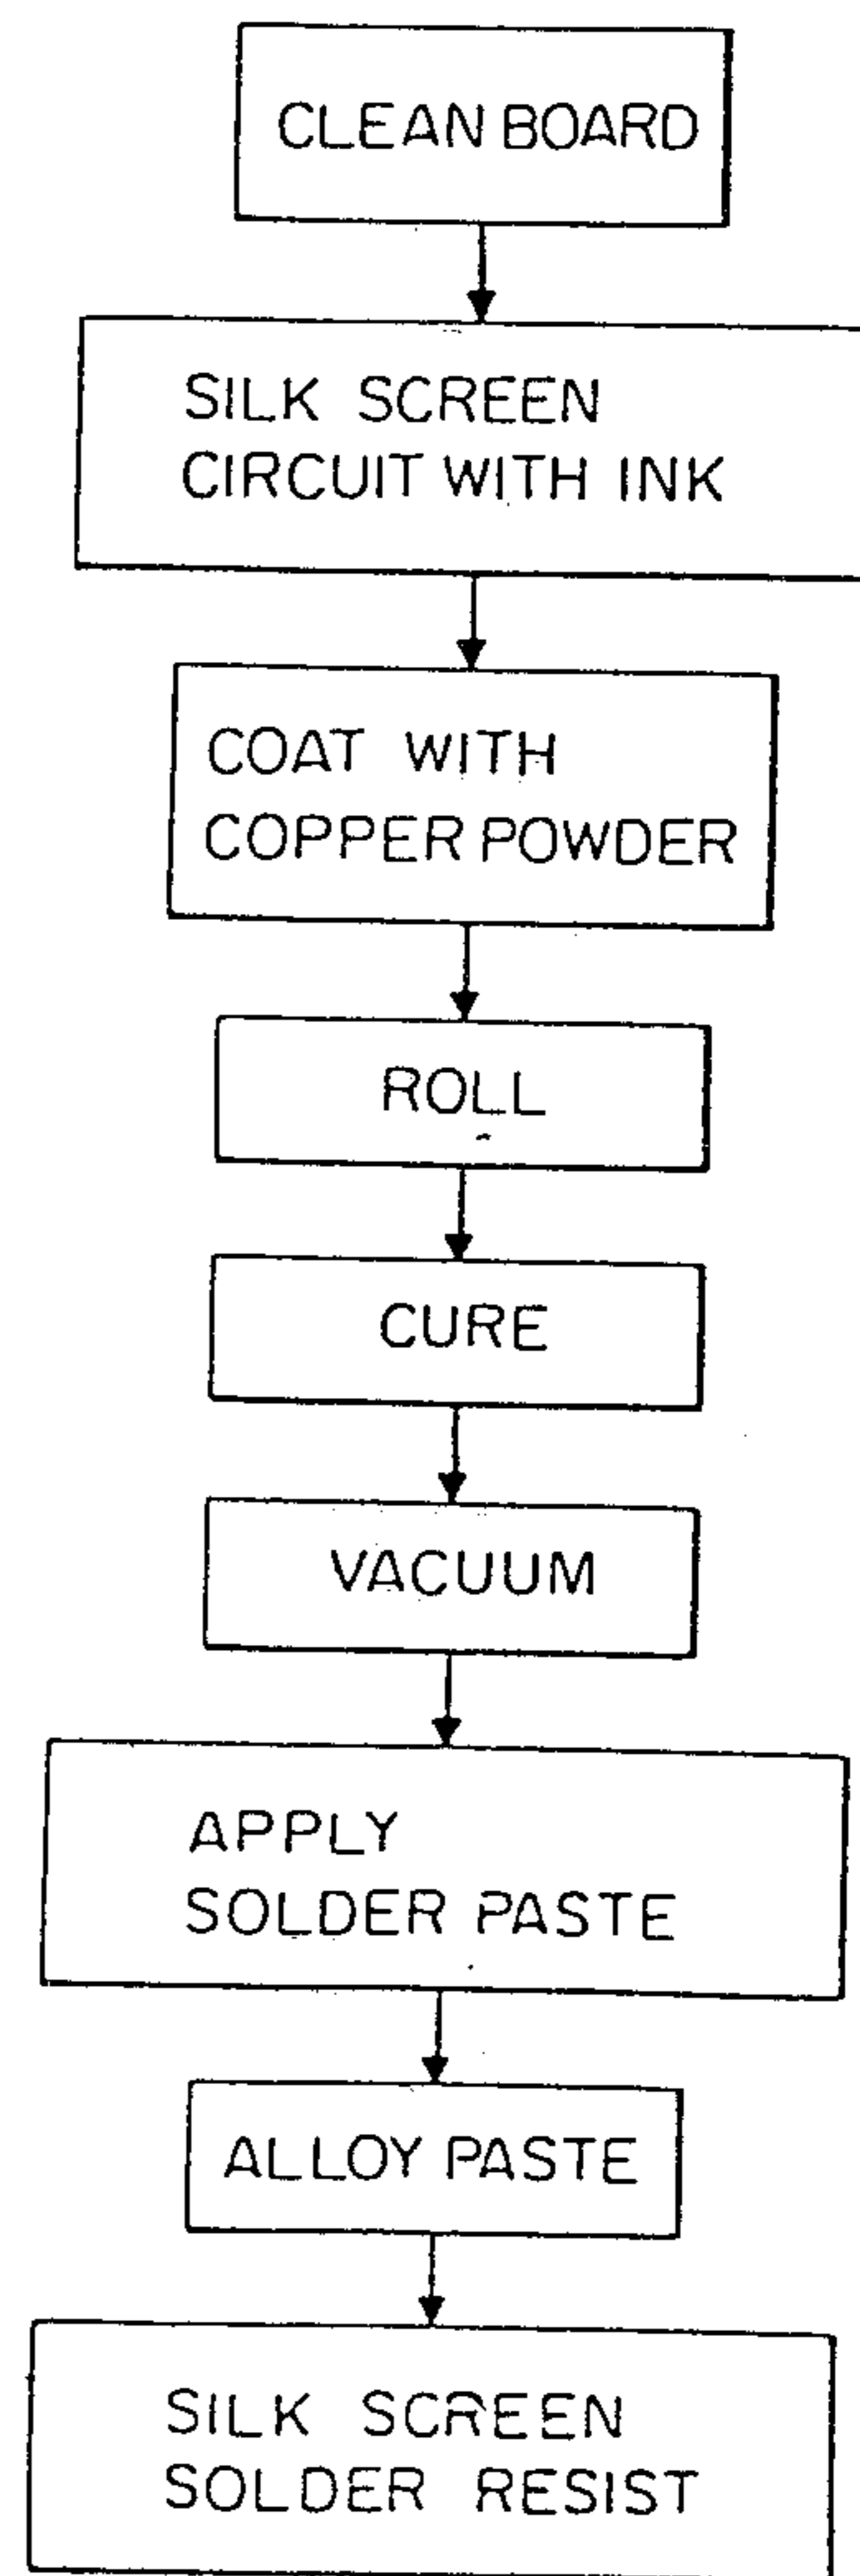 CLEAN BOARD
SILK SCREEN
CIRCUIT WITH INK
COAT WITH
COPPER POWDER
ROLL
CURE
VACUUM
APPLY
SOLDER PASTE
ALLOY PASTE
SILK SCREEN
SOLDER RESIST